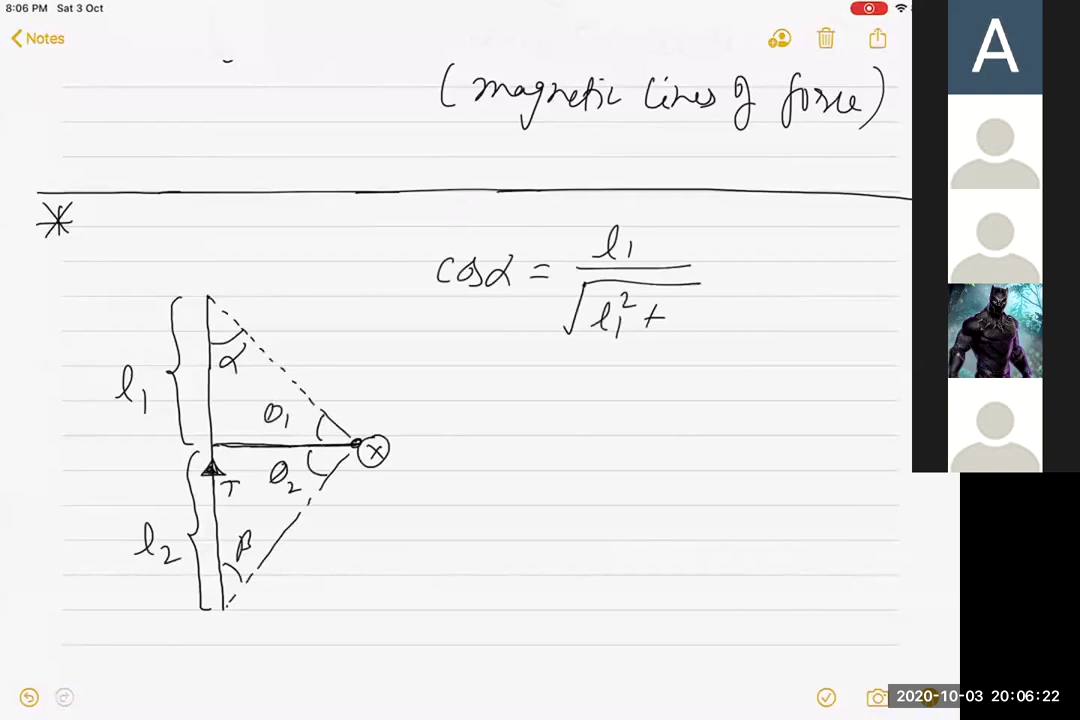 8:06 PM Sat 3 Oct
Notes
(magnetic lines of force)
A
*
cosα = l₁ / √(l₁² +
α
l₁
θ₁
x
θ₂
I
l₂
β
2020-10-03 20:06:22